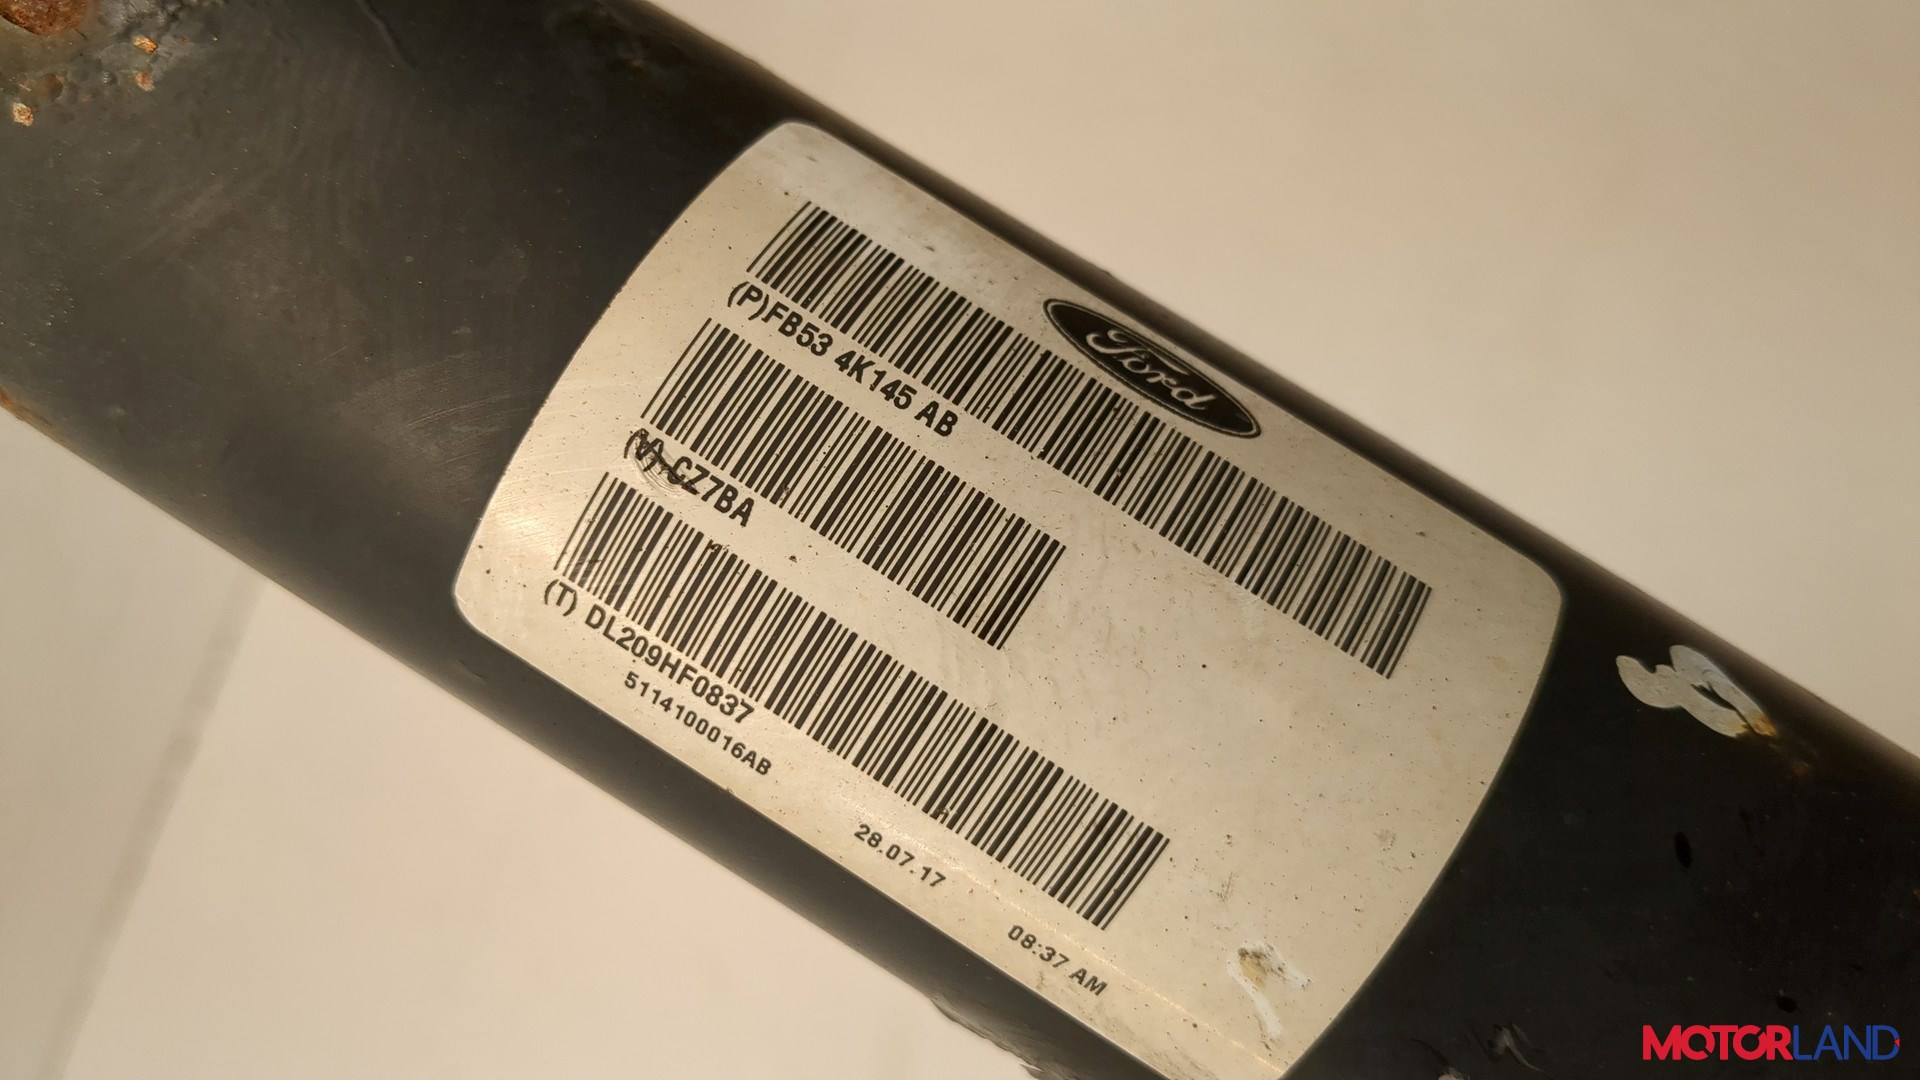 Ford
(P)FB53 4K145 AB
(V) CZ7BA
(T) DL209HF0837
5114100016AB
28.07.17
08:37 AM
MOTORLAND